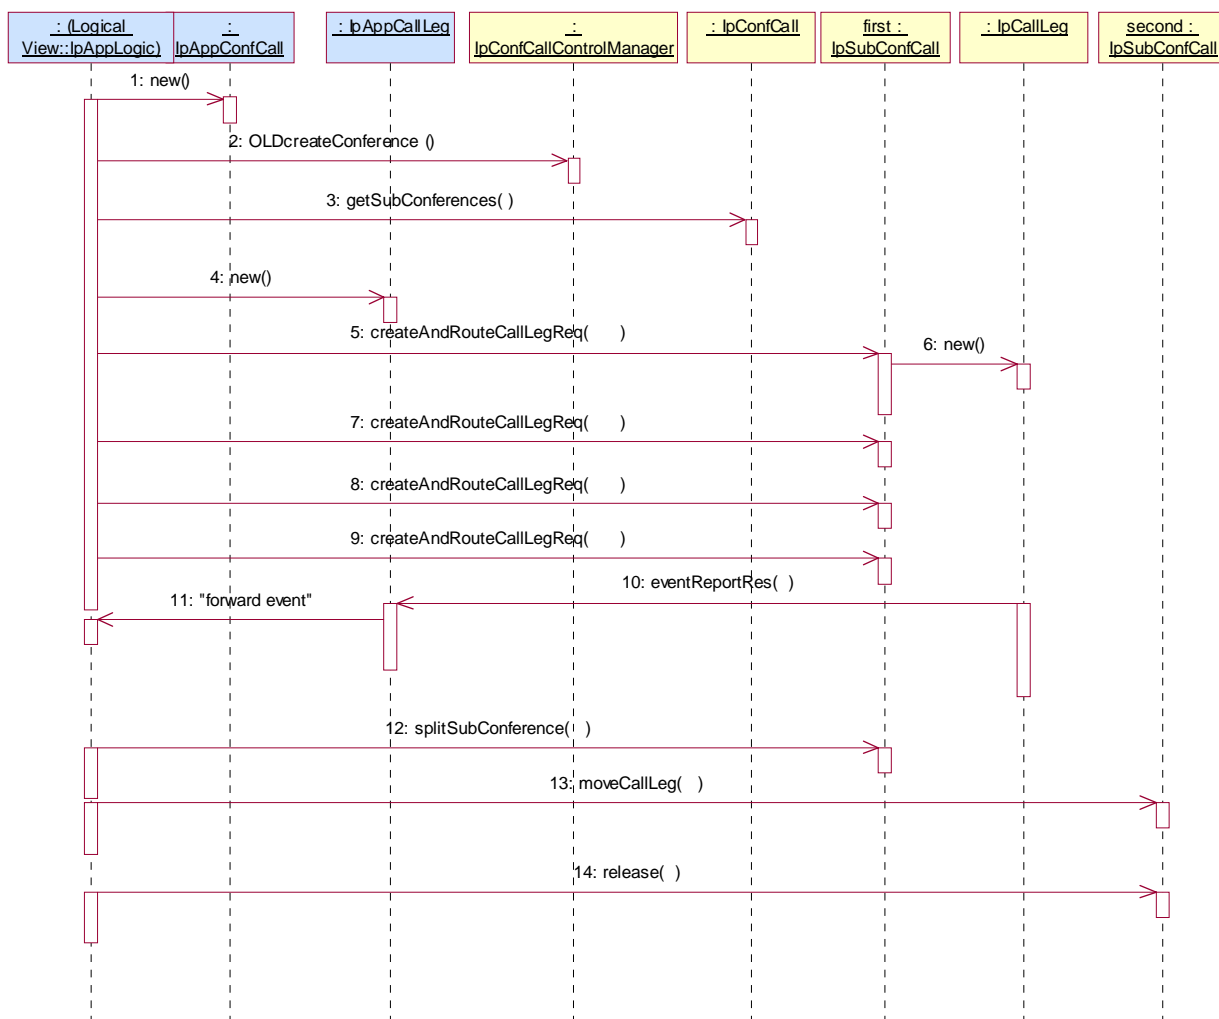 : (Logical
View::IpAppLogic)
:
IpAppConfCall
: IpAppCallLeg
:
IpConfCallControlManager
: IpConfCall
first :
IpSubConfCall
: IpCallLeg
second :
IpSubConfCall
1: new()
2: OLDcreateConference ()
3: getSubConferences( )
4: new()
5: createAndRouteCallLegReq( )
6: new()
7: createAndRouteCallLegReq( )
8: createAndRouteCallLegReq( )
9: createAndRouteCallLegReq( )
10: eventReportRes( )
11: "forward event"
12: splitSubConference( )
13: moveCallLeg( )
14: release( )